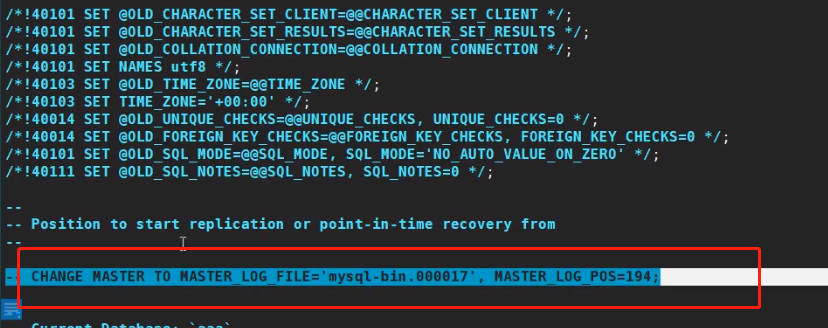 /*!40101 SET @OLD_CHARACTER_SET_CLIENT=@@CHARACTER_SET_CLIENT */;
/*!40101 SET @OLD_CHARACTER_SET_RESULTS=@@CHARACTER_SET_RESULTS */;
/*!40101 SET @OLD_COLLATION_CONNECTION=@@COLLATION_CONNECTION */;
/*!40101 SET NAMES utf8 */;
/*!40103 SET @OLD_TIME_ZONE=@@TIME_ZONE */;
/*!40103 SET TIME_ZONE='+00:00' */;
/*!40014 SET @OLD_UNIQUE_CHECKS=@@UNIQUE_CHECKS, UNIQUE_CHECKS=0 */;
/*!40014 SET @OLD_FOREIGN_KEY_CHECKS=@@FOREIGN_KEY_CHECKS, FOREIGN_KEY_CHECKS=0 */;
/*!40101 SET @OLD_SQL_MODE=@@SQL_MODE, SQL_MODE='NO_AUTO_VALUE_ON_ZERO' */;
/*!40111 SET @OLD_SQL_NOTES=@@SQL_NOTES, SQL_NOTES=0 */;
--
-- Position to start replication or point-in-time recovery from
--
-- CHANGE MASTER TO MASTER_LOG_FILE='mysql-bin.000017', MASTER_LOG_POS=194;
Current Database: `aaa`